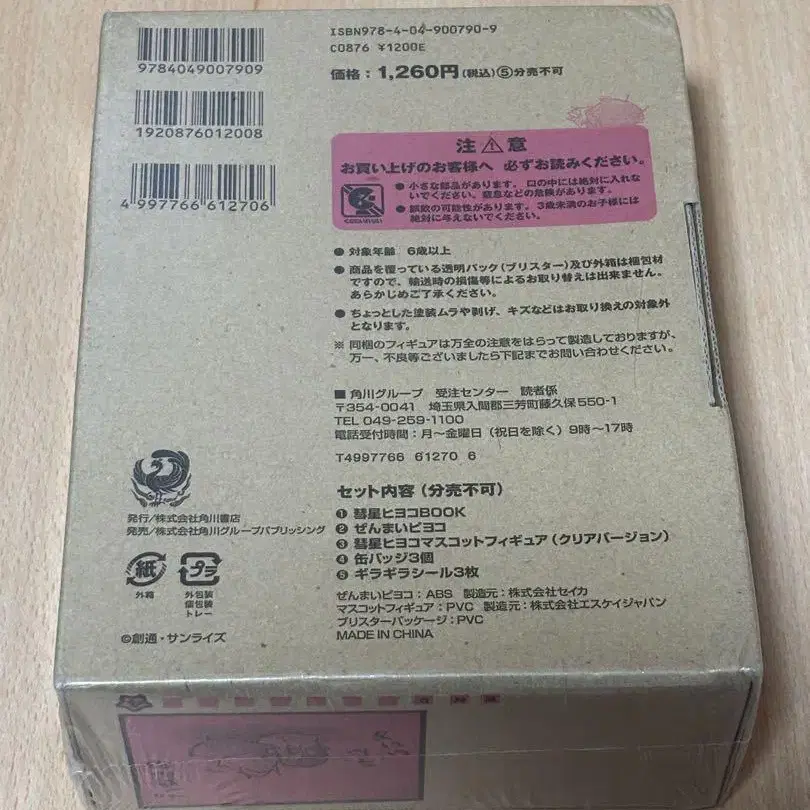 ISBN978-4-04-900790-9
C0876 ¥1200E
価格：1,260円(税込)⑤分売不可
9784049007909
1920876012008
4997766612706
注意
お買い上げのお客様へ 必ずお読みください。
●小さな部品があります。口の中には絶対に入れな
いでください。窒息などの危険があります。
●誤飲の可能性があります。3歳未満のお子様には
絶対に与えないでください。
●対象年齢 6歳以上
●商品を覆っている透明パック(ブリスター)及び外箱は梱包材
ですので、輸送時の損傷等によるお取り替えは出来ません。
あらかじめご了承ください。
●ちょっとした塗装ムラや剥げ、キズなどはお取り換えの対象外
となります。
※同梱のフィギュアは万全の注意をはらって製造しておりますが、
万一、不良等ございましたら下記までお問い合わせください。
■角川グループ 受注センター 読者係
〒354-0041 埼玉県入間郡三芳町藤久保550-1
TEL 049-259-1100
電話受付時間：月～金曜日(祝日を除く)9時～17時
T4997766 61270 6
セット内容(分売不可)
❶彗星ヒヨコBOOK
❷ぜんまいピヨコ
❸彗星ヒヨコマスコットフィギュア(クリアバージョン)
❹缶バッジ3個
❺ギラギラシール3枚
ぜんまいピヨコ：ABS 製造元：株式会社セイカ
マスコットフィギュア：PVC 製造元：株式会社エスケイジャパン
ブリスターパッケージ：PVC
MADE IN CHINA
発行/株式会社角川書店
発売/株式会社角川グループパブリッシング
紙
外箱
プラ
外包装
個包装
トレー
©創通・サンライズ